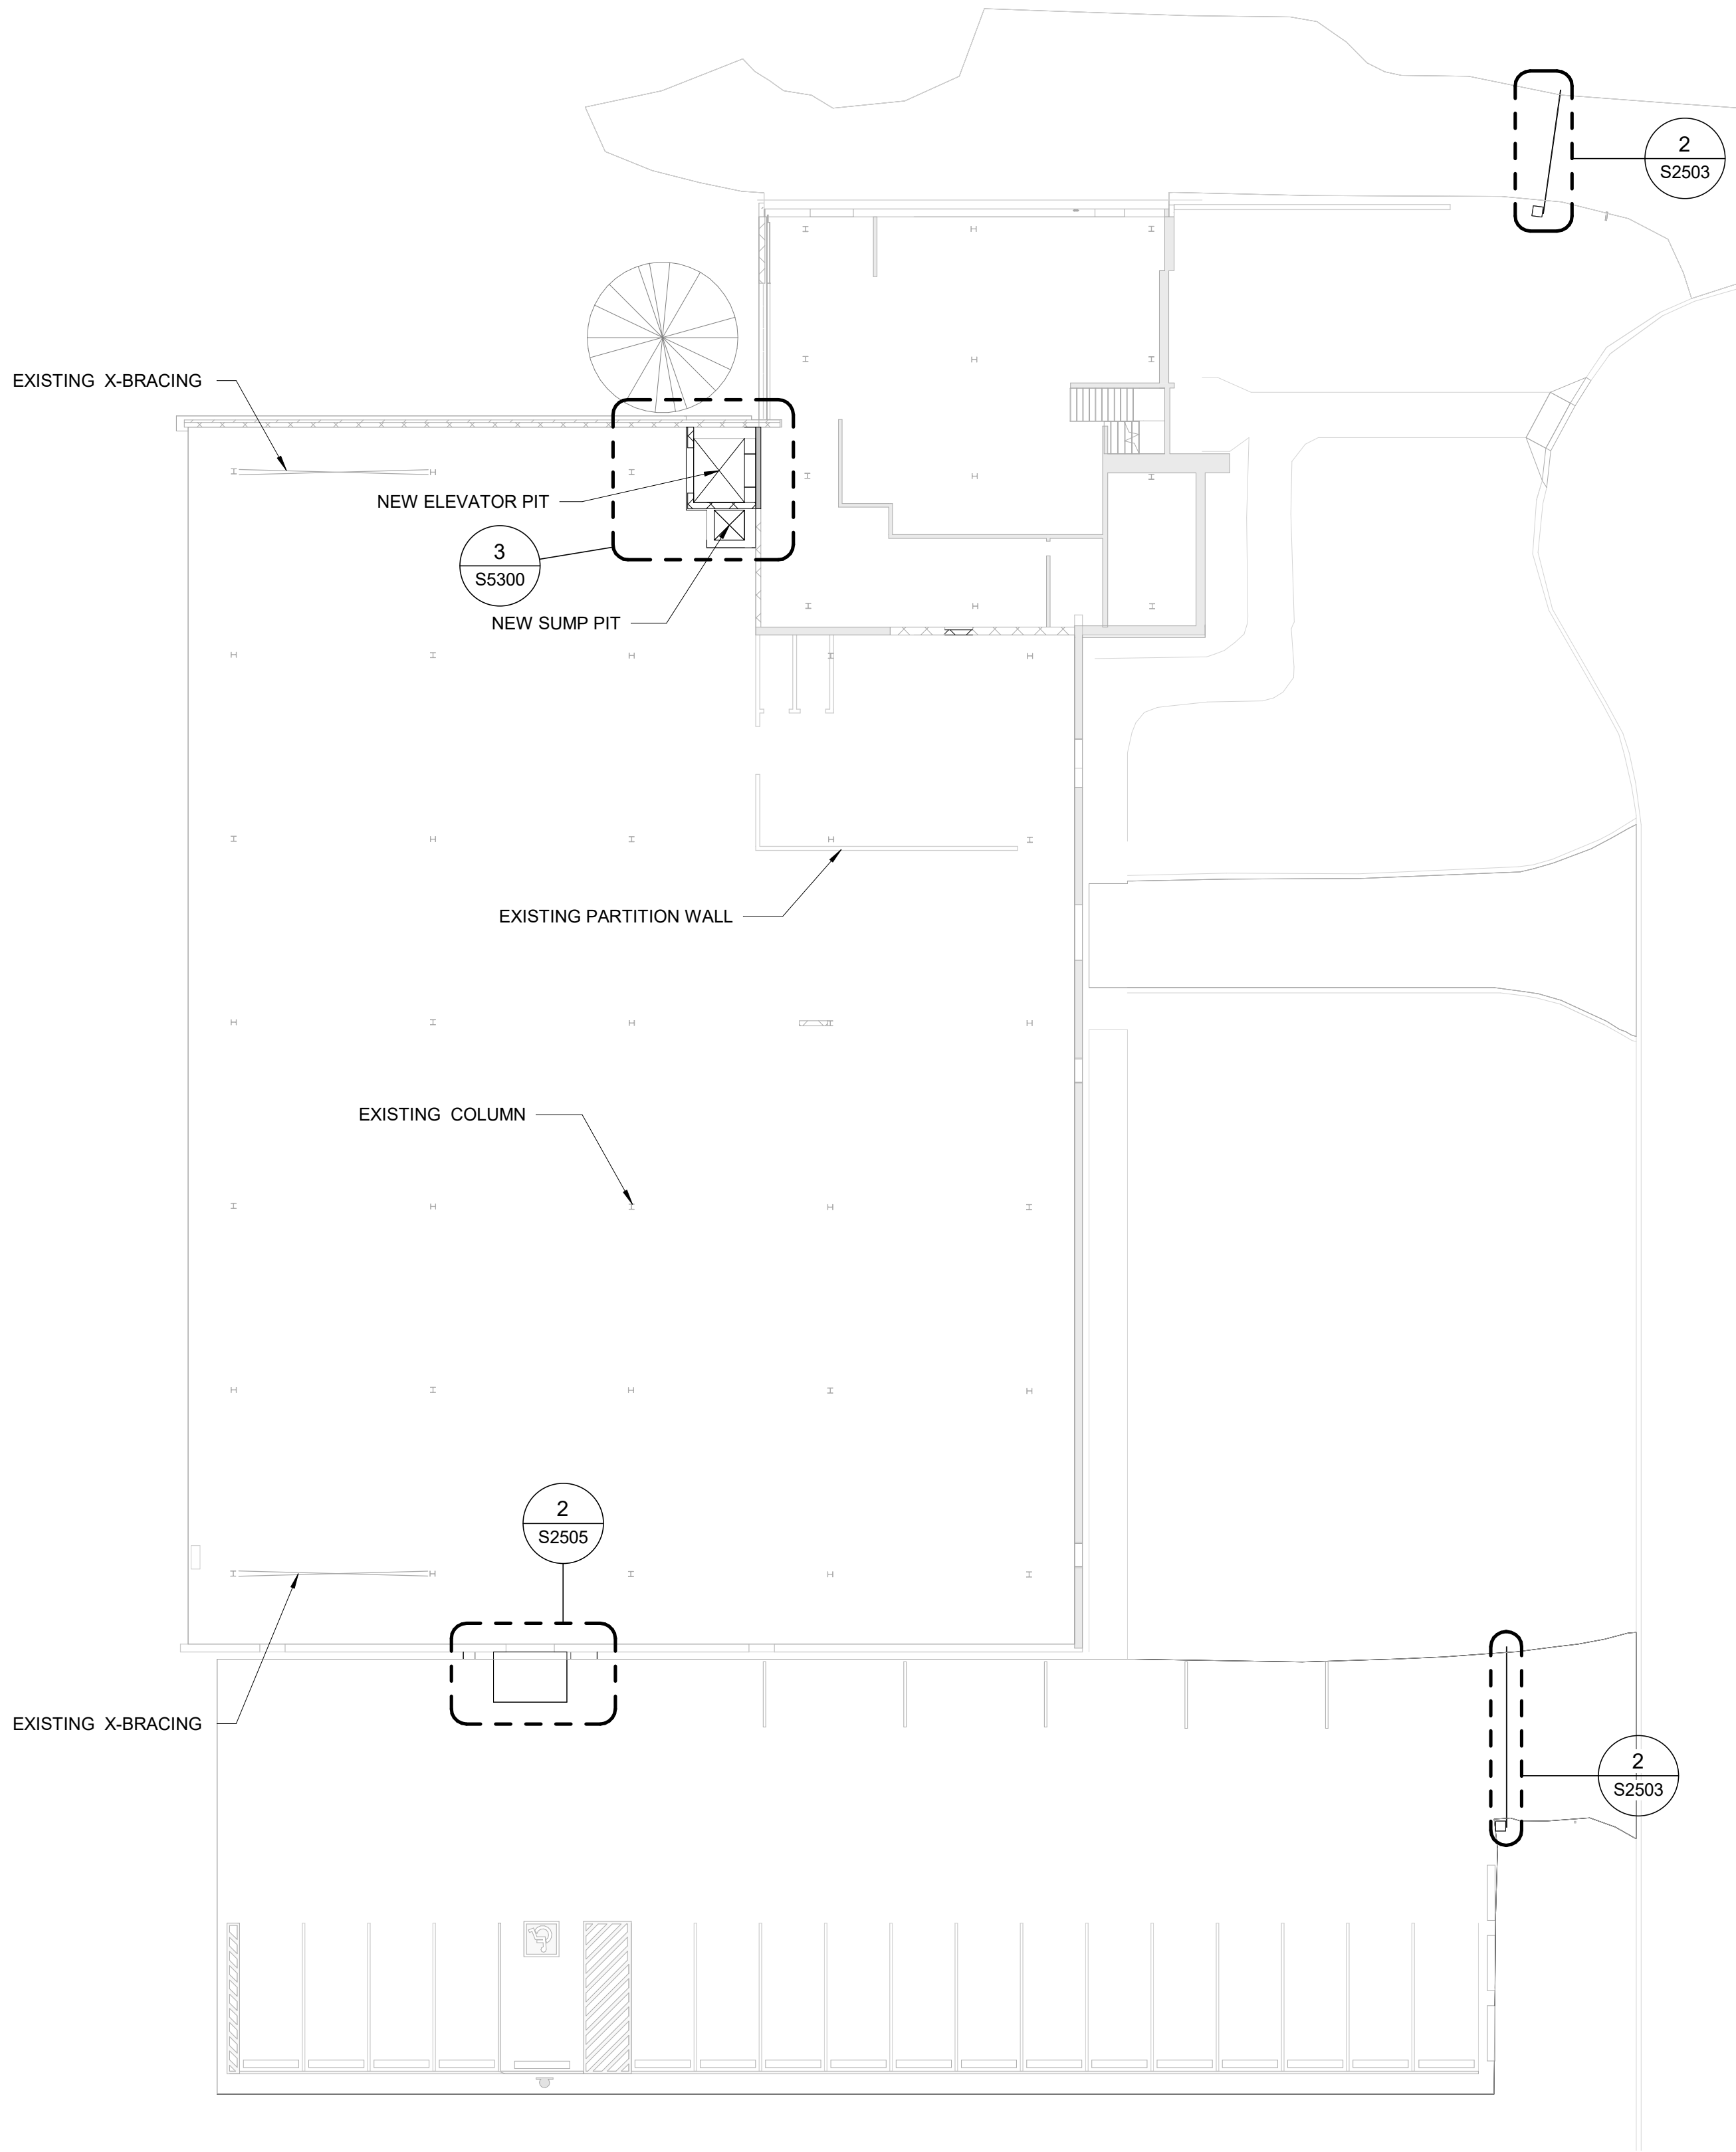 2
S2503
EXISTING X-BRACING
NEW ELEVATOR PIT
3
S5300
NEW SUMP PIT
EXISTING PARTITION WALL
EXISTING COLUMN
2
S2505
EXISTING X-BRACING
2
S2503